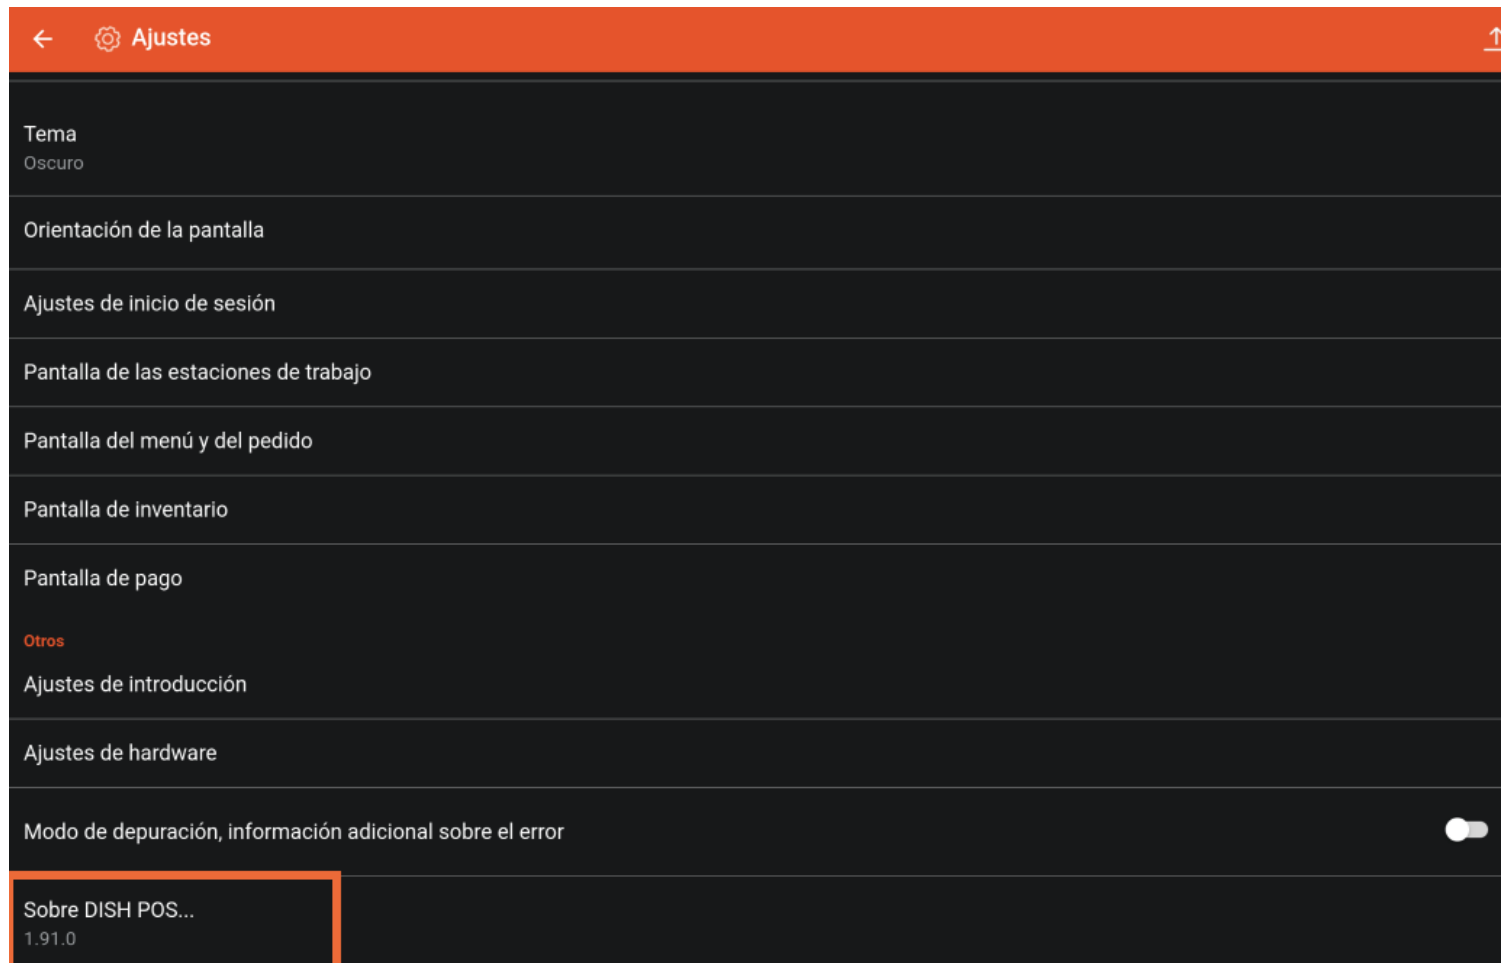 Ajustes
Tema
Oscuro
Orientación de la pantalla
Ajustes de inicio de sesión
Pantalla de las estaciones de trabajo
Pantalla del menú y del pedido
Pantalla de inventario
Pantalla de pago
Otros
Ajustes de introducción
Ajustes de hardware
Modo de depuración, información adicional sobre el error
Sobre DISH POS...
1.91.0